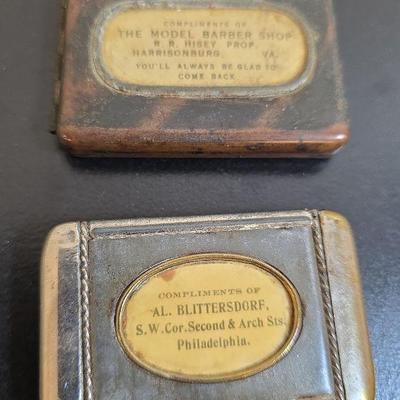 COMPLIMENTS OF
THE MODEL BARBER SHOP
R. R. HISEY PROP.
HARRISONBURG, VA.
YOU'LL ALWAYS BE GLAD TO
COME BACK
COMPLIMENTS OF
AL. BLITTERSDORF,
S.W. Cor. Second & Arch Sts.
Philadelphia.